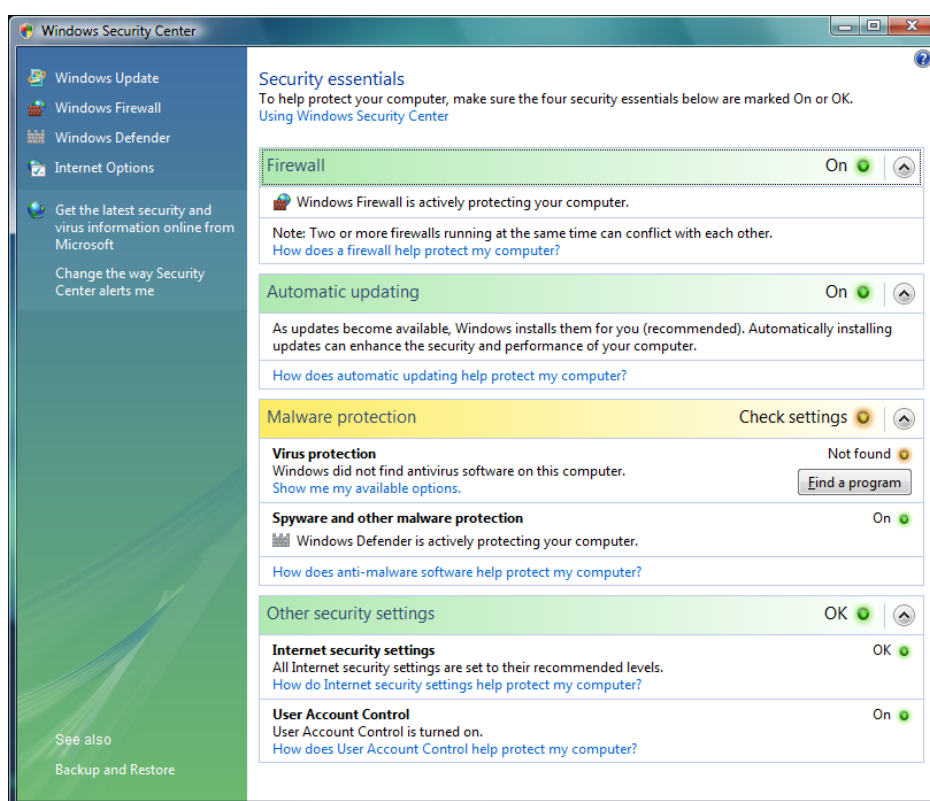 Windows Security Center
Windows Update
Windows Firewall
Windows Defender
Internet Options
Get the latest security and
virus information online from
Microsoft
Change the way Security
Center alerts me
See also
Backup and Restore
Security essentials
To help protect your computer, make sure the four security essentials below are marked On or OK.
Using Windows Security Center
Firewall On
Windows Firewall is actively protecting your computer.
Note: Two or more firewalls running at the same time can conflict with each other.
How does a firewall help protect my computer?
Automatic updating On
As updates become available, Windows installs them for you (recommended). Automatically installing
updates can enhance the security and performance of your computer.
How does automatic updating help protect my computer?
Malware protection Check settings
Virus protection Not found
Windows did not find antivirus software on this computer.
Show me my available options. Find a program
Spyware and other malware protection On
Windows Defender is actively protecting your computer.
How does anti-malware software help protect my computer?
Other security settings OK
Internet security settings OK
All Internet security settings are set to their recommended levels.
How do Internet security settings help protect my computer?
User Account Control On
User Account Control is turned on.
How does User Account Control help protect my computer?